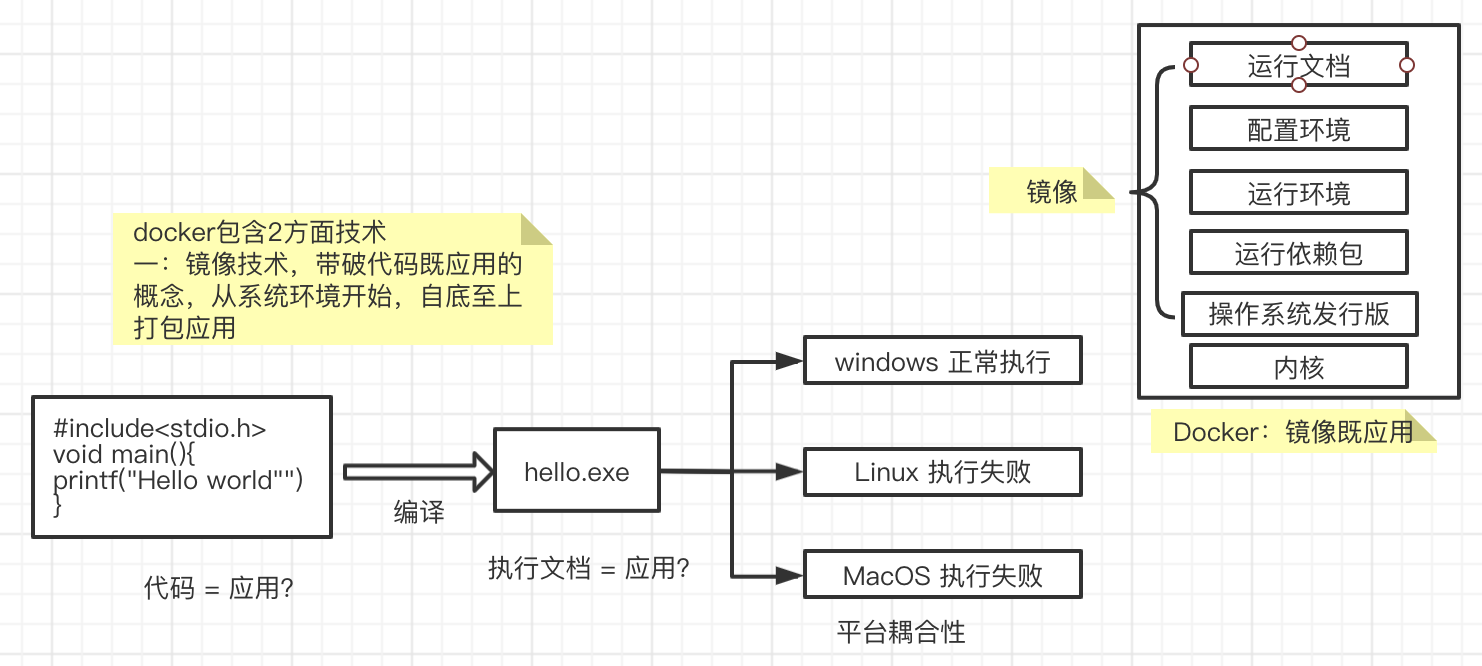 运行文档
配置环境
镜像
运行环境
运行依赖包
操作系统发行版
内核
Docker：镜像既应用
docker包含2方面技术
一：镜像技术，带破代码既应用的
概念，从系统环境开始，自底至上
打包应用
#include<stdio.h>
void main(){
printf("Hello world"")
}
编译
hello.exe
windows 正常执行
Linux 执行失败
MacOS 执行失败
代码 = 应用？
执行文档 = 应用？
平台耦合性